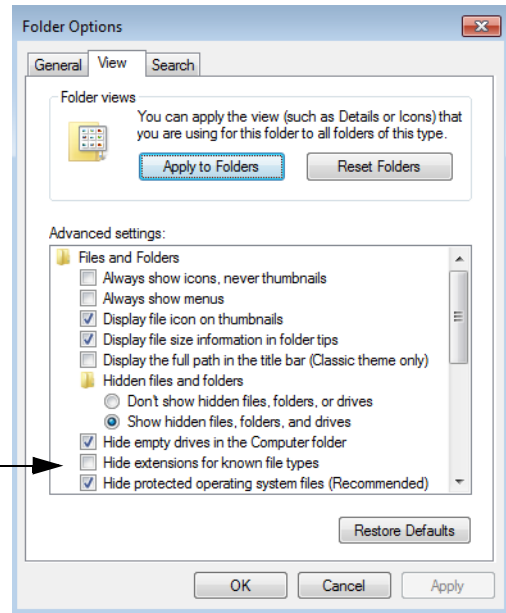 Folder Options
General View Search
Folder views
You can apply the view (such as Details or Icons) that
you are using for this folder to all folders of this type.
Apply to Folders Reset Folders
Advanced settings:
Files and Folders
Always show icons, never thumbnails
Always show menus
Display file icon on thumbnails
Display file size information in folder tips
Display the full path in the title bar (Classic theme only)
Hidden files and folders
Don't show hidden files, folders, or drives
Show hidden files, folders, and drives
Hide empty drives in the Computer folder
Hide extensions for known file types
Hide protected operating system files (Recommended)
Restore Defaults
OK Cancel Apply